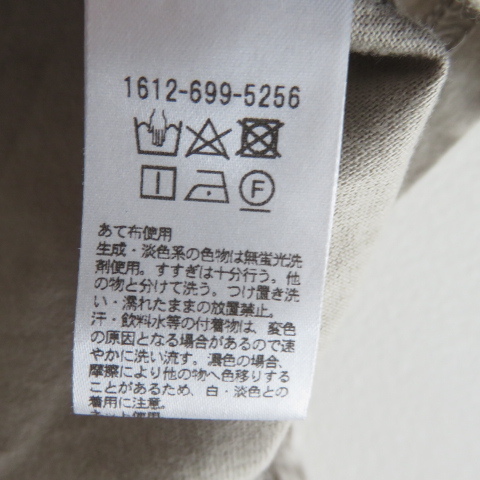 1612-699-5256
F
あて布使用
生成・淡色系の色物は無蛍光洗
剤使用。すすぎは十分行う。他
の物と分けて洗う。つけ置き洗
い・濡れたままの放置禁止。
汗・飲料水等の付着物は、変色
の原因となる場合があるので速
やかに洗い流す。濃色の場合、
摩擦により他の物へ色移りする
ことがあるため、白・淡色との
着用に注意。
ネット使用